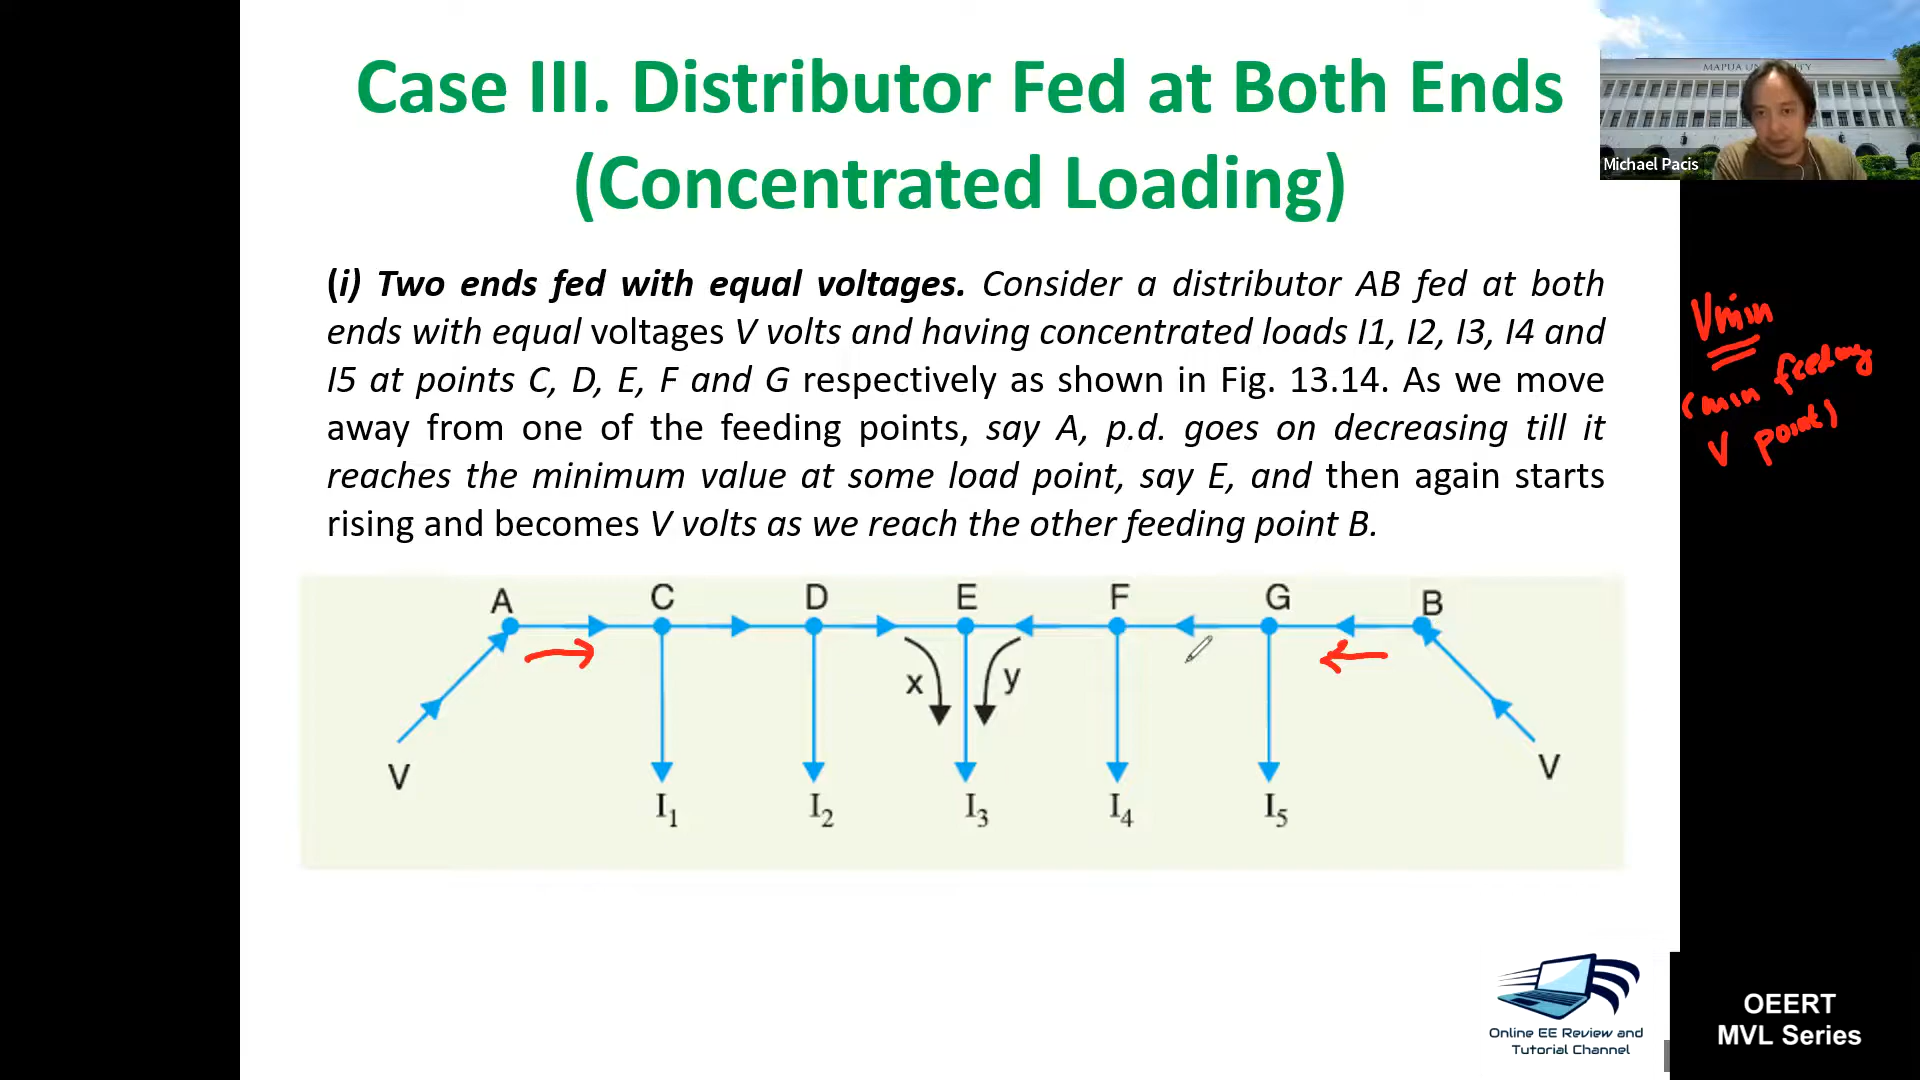 Case III. Distributor Fed at Both Ends
(Concentrated Loading)
MAPUA UNIVERSITY
Michael Pacis
(i) Two ends fed with equal voltages. Consider a distributor AB fed at both
ends with equal voltages V volts and having concentrated loads I1, I2, I3, I4 and
I5 at points C, D, E, F and G respectively as shown in Fig. 13.14. As we move
away from one of the feeding points, say A, p.d. goes on decreasing till it
reaches the minimum value at some load point, say E, and then again starts
rising and becomes V volts as we reach the other feeding point B.
Vmin
(min feeding
V point)
A C D E F G B
x y
V V
I₁ I₂ I₃ I₄ I₅
Online EE Review and
Tutorial Channel
OEERT
MVL Series